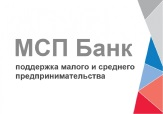 МСП Банк
поддержка малого и среднего
предпринимательства